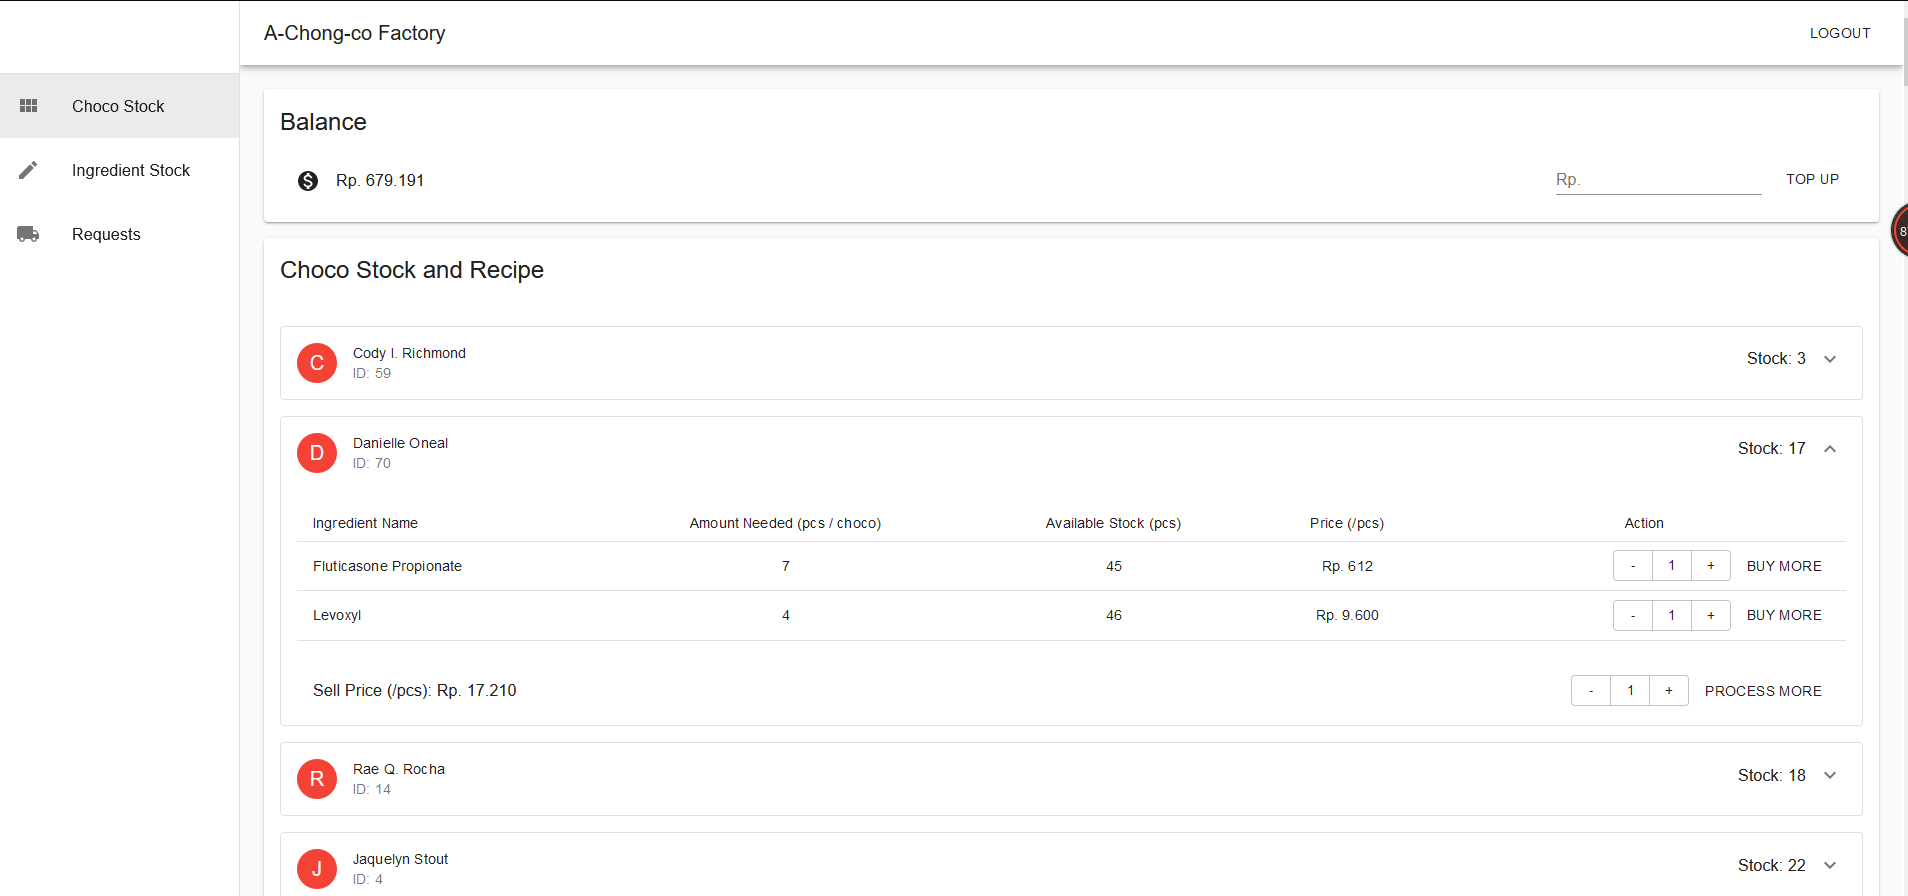 A-Chong-co Factory
LOGOUT
Choco Stock
Ingredient Stock
Requests
Balance
Rp. 679.191
Rp.
TOP UP
Choco Stock and Recipe
C
Cody I. Richmond
ID: 59
Stock: 3
D
Danielle Oneal
ID: 70
Stock: 17
Ingredient Name Amount Needed (pcs / choco) Available Stock (pcs) Price (/pcs) Action
Fluticasone Propionate 7 45 Rp. 612 - 1 + BUY MORE
Levoxyl 4 46 Rp. 9.600 - 1 + BUY MORE
Sell Price (/pcs): Rp. 17.210 - 1 + PROCESS MORE
R
Rae Q. Rocha
ID: 14
Stock: 18
J
Jaquelyn Stout
ID: 4
Stock: 22